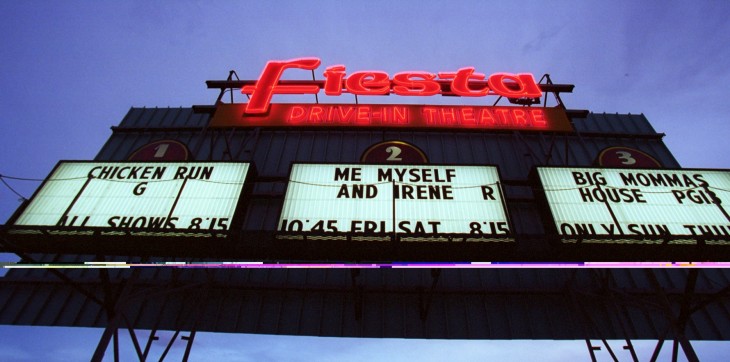 Fiesta
DRIVE-IN THEATRE
1
CHICKEN RUN
G
ALL SHOWS 8:15
2
ME MYSELF
AND IRENE R
10:45 FRI SAT 8:15
3
BIG MOMMAS
HOUSE PG13
ONLY SUN